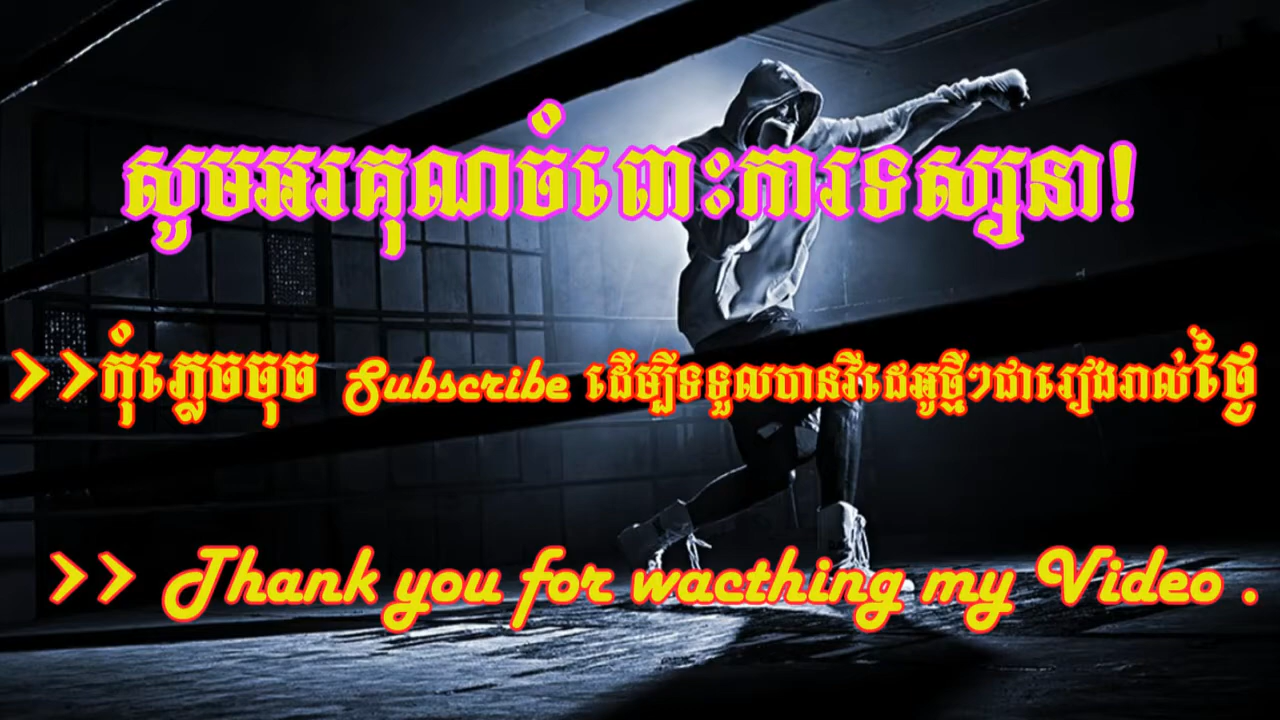 សូមអរគុណចំពោះការទស្សនា!
>>កុំភ្លេចចុច Subscribe ដើម្បីទទួលបានវីដេអូថ្មីៗជារៀងរាល់ថ្ងៃ
>> Thank you for wacthing my Video .